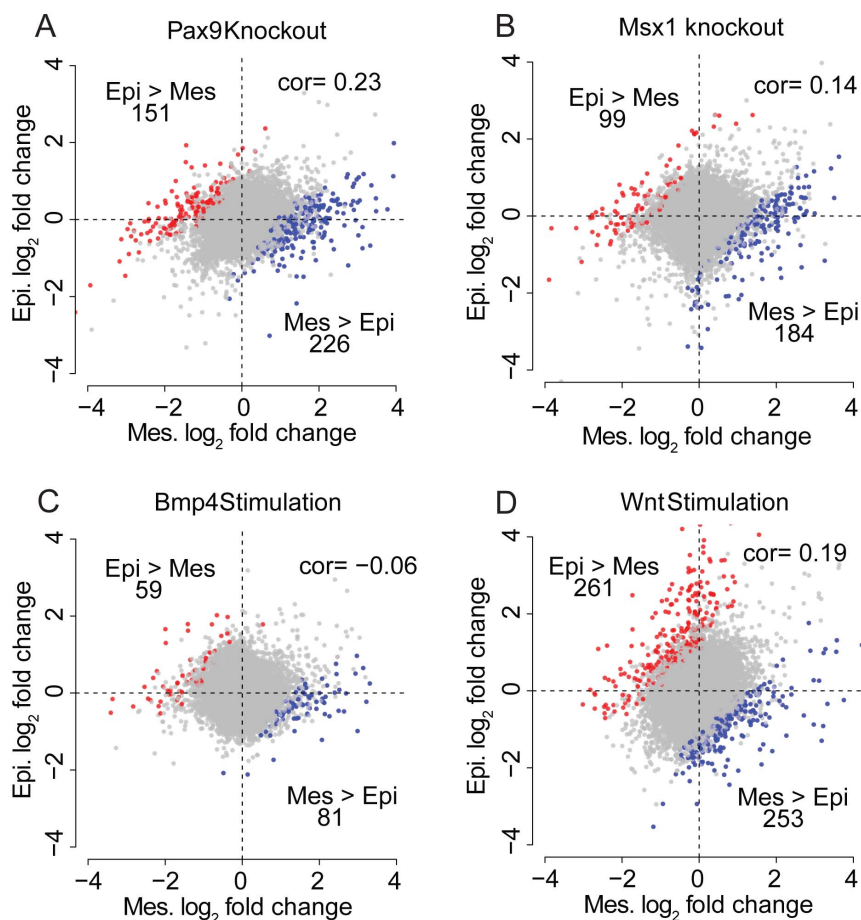 A
Pax9Knockout
Epi > Mes
151
cor= 0.23
Mes > Epi
226
Epi. log2 fold change
4
2
0
−2
−4
−4 −2 0 2 4
Mes. log2 fold change
B
Msx1 knockout
Epi > Mes
99
cor= 0.14
Mes > Epi
184
Epi. log2 fold change
4
2
0
−2
−4
−4 −2 0 2 4
Mes. log2 fold change
C
Bmp4Stimulation
Epi > Mes
59
cor= −0.06
Mes > Epi
81
Epi. log2 fold change
4
2
0
−2
−4
−4 −2 0 2 4
Mes. log2 fold change
D
WntStimulation
Epi > Mes
261
cor= 0.19
Mes > Epi
253
Epi. log2 fold change
4
2
0
−2
−4
−4 −2 0 2 4
Mes. log2 fold change